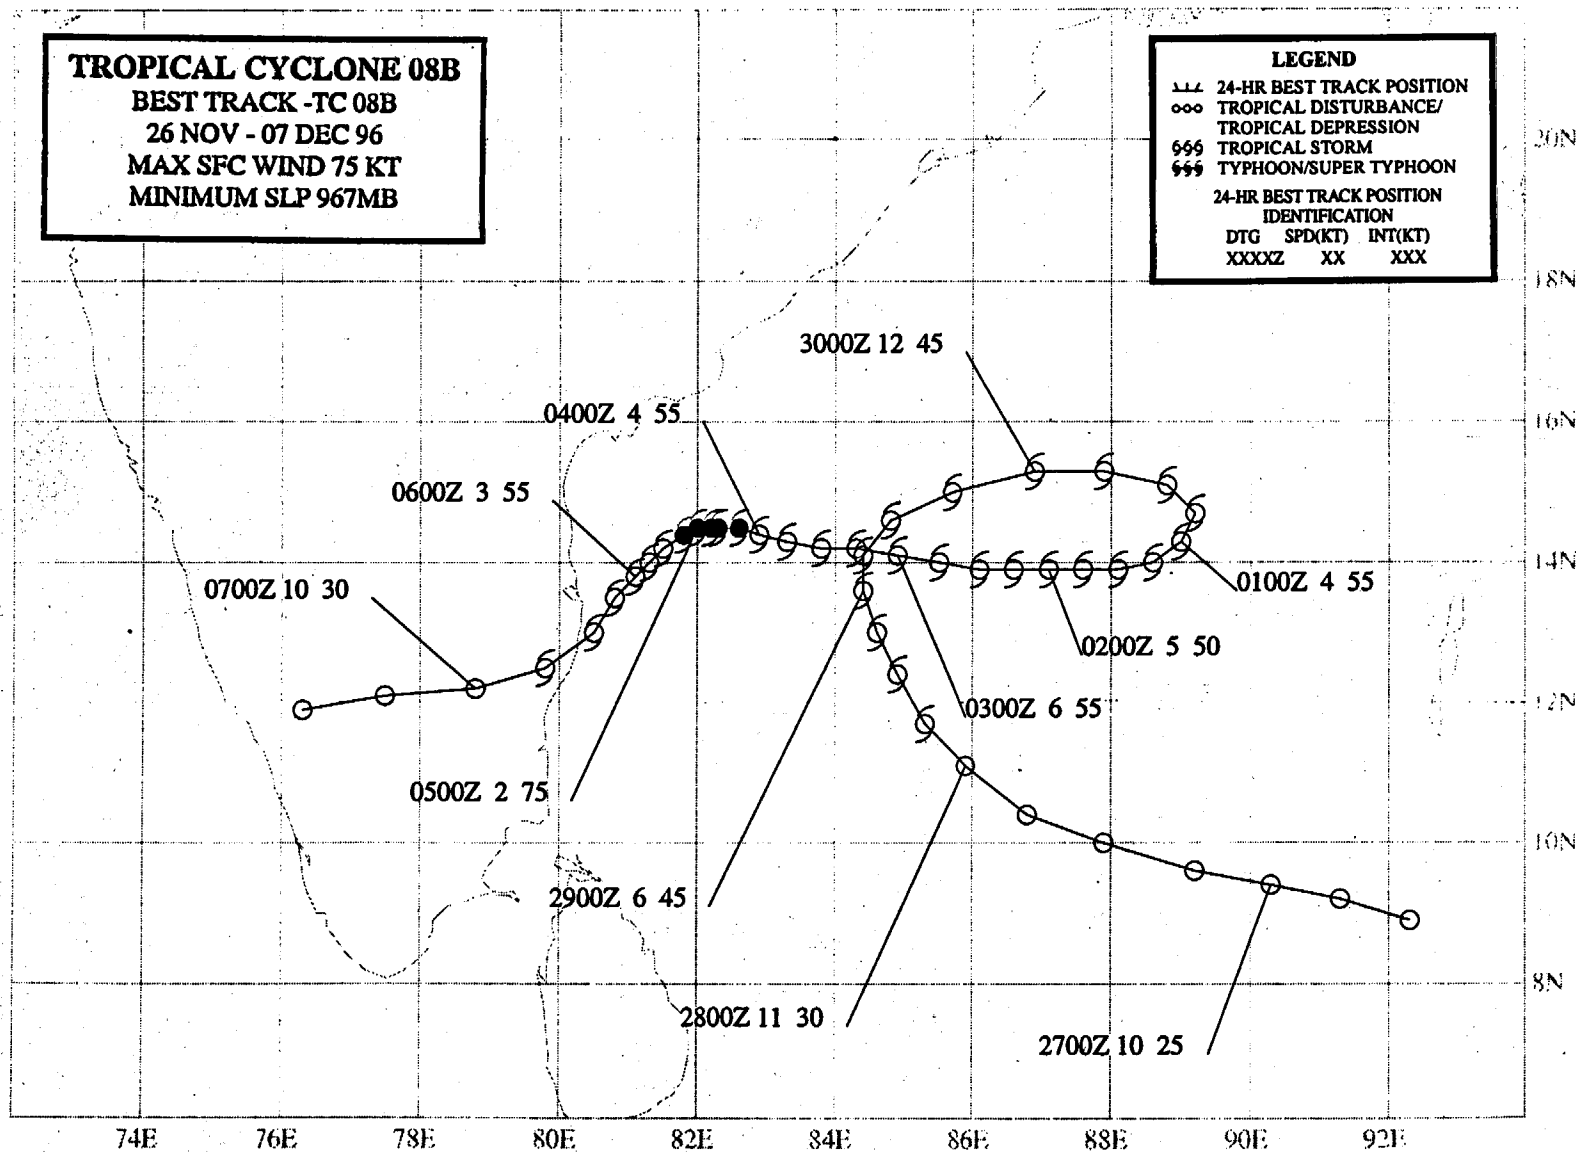 TROPICAL CYCLONE 08B
BEST TRACK -TC 08B
26 NOV - 07 DEC 96
MAX SFC WIND 75 KT
MINIMUM SLP 967MB
LEGEND
24-HR BEST TRACK POSITION
TROPICAL DISTURBANCE/
TROPICAL DEPRESSION
TROPICAL STORM
TYPHOON/SUPER TYPHOON
24-HR BEST TRACK POSITION
IDENTIFICATION
DTG SPD(KT) INT(KT)
XXXXZ XX XXX
20N
18N
3000Z 12 45
0400Z 4 55
16N
0600Z 3 55
14N
0700Z 10 30
0100Z 4 55
0200Z 5 50
0300Z 6 55
12N
0500Z 2 75
10N
2900Z 6 45
8N
2800Z 11 30
2700Z 10 25
74E 76E 78E 80E 82E 84E 86E 88E 90E 92E